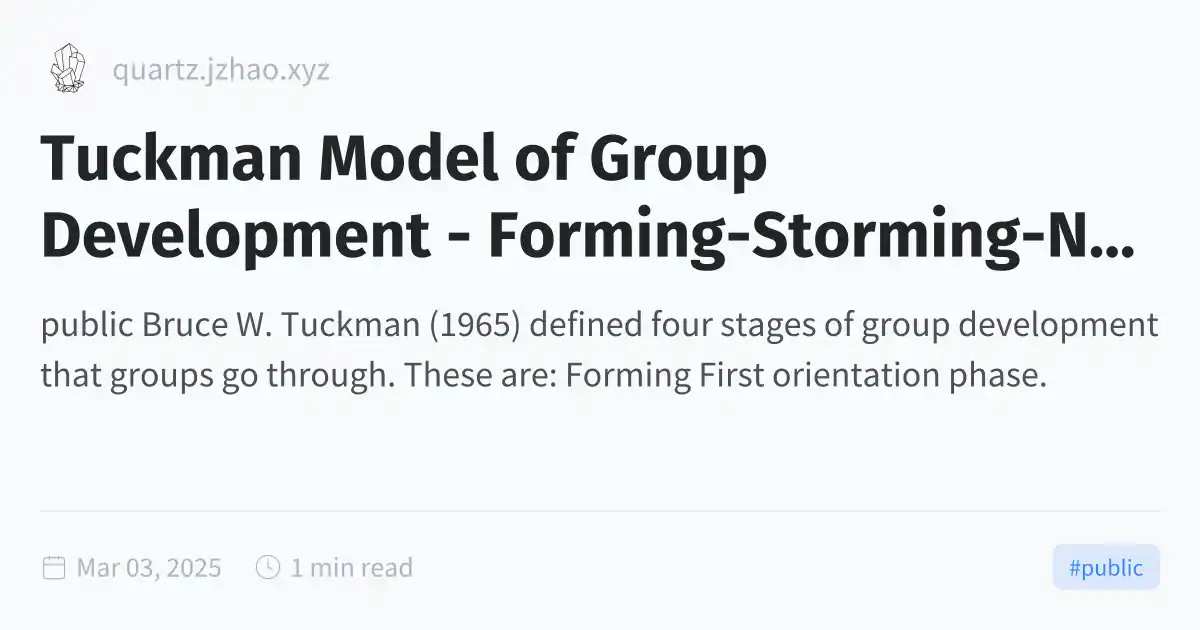 quartz.jzhao.xyz
Tuckman Model of Group
Development - Forming-Storming-N...
public Bruce W. Tuckman (1965) defined four stages of group development
that groups go through. These are: Forming First orientation phase.
Mar 03, 2025 1 min read
#public